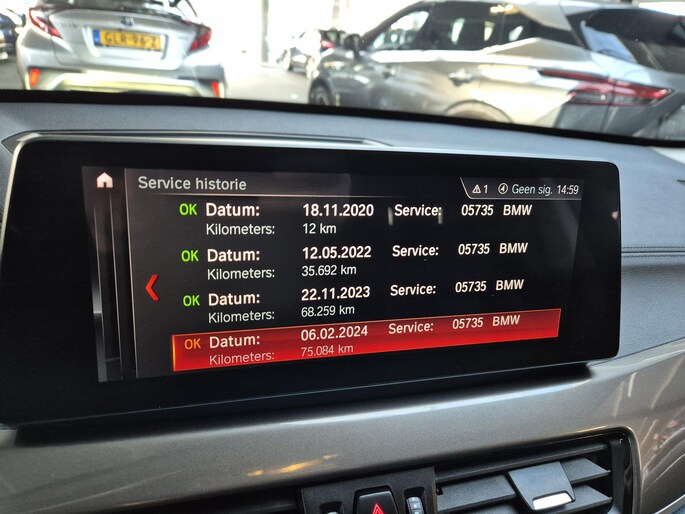 GLR-96-Z
Service historie
1 Geen sig. 14:59
OK Datum: 18.11.2020 Service: 05735 BMW
Kilometers: 12 km
OK Datum: 12.05.2022 Service: 05735 BMW
Kilometers: 35.692 km
OK Datum: 22.11.2023 Service: 05735 BMW
Kilometers: 68.259 km
OK Datum: 06.02.2024 Service: 05735 BMW
Kilometers: 75.084 km